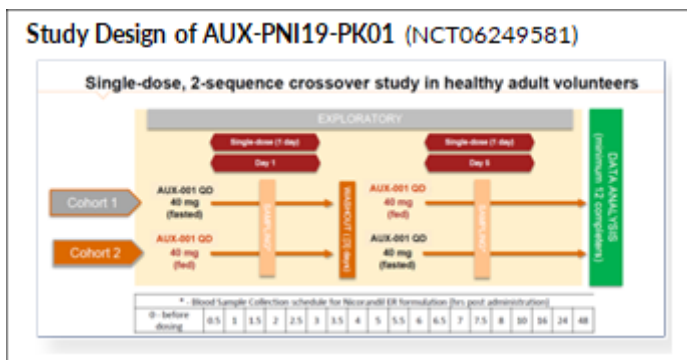 Study Design of AUX-PNI19-PK01 (NCT06249581)
Single-dose, 2-sequence crossover study in healthy adult volunteers
EXPLORATORY
Single-dose (1 day)
Single-dose (1 day)
Day 1
Day 6
Cohort 1
AUX-001 QD
40 mg
(fasted)
SAMPLING*
WASHOUT
days)
AUX-001 QD
40 mg
(fed)
SAMPLING*
DATA ANALYSIS
(minimum 12 completers)
Cohort 2
AUX-001 QD
40 mg
(fed)
AUX-001 QD
40 mg
(fasted)
* - Blood Sample Collection schedule for Nicorandil ER formulation (hrs post administration)
0 - before
dosing
0.5 1 1.5 2 2.5 3 3.5 4 5 5.5 6 6.5 7 7.5 8 10 16 24 48